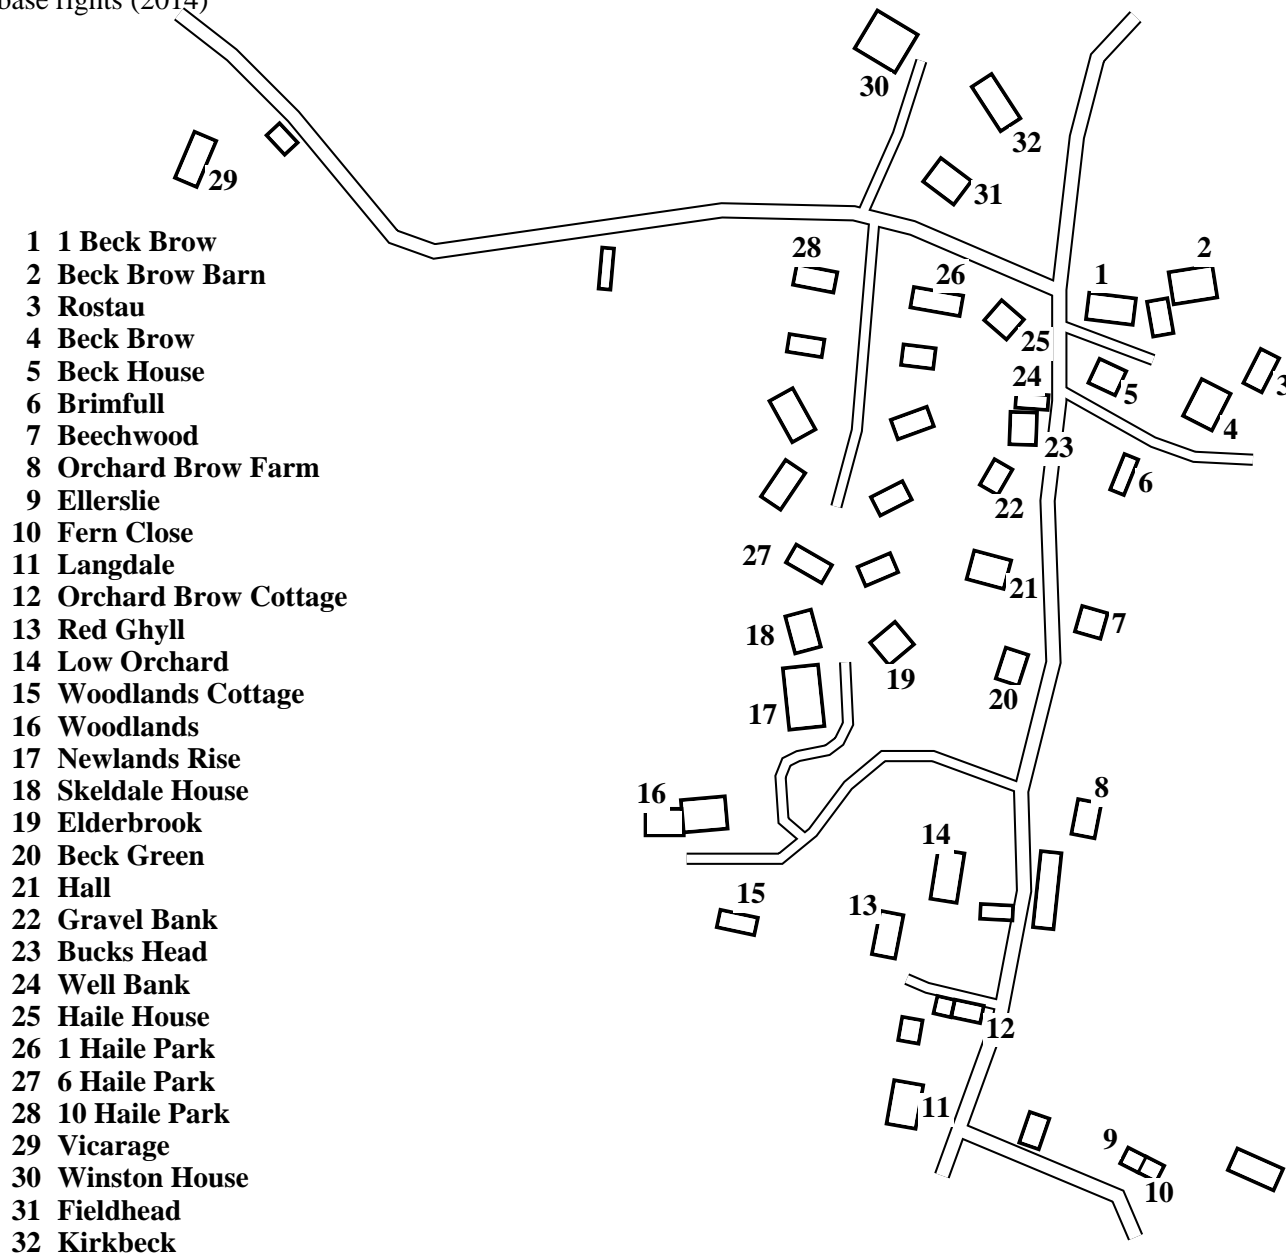 base rights (2014)
30
32
29
31
28
2
26
1
25
24
3
5
4
23
6
22
27
21
7
18
19
20
17
16
8
14
15
13
12
11
9
10
1 1 Beck Brow
2 Beck Brow Barn
3 Rostau
4 Beck Brow
5 Beck House
6 Brimfull
7 Beechwood
8 Orchard Brow Farm
9 Ellerslie
10 Fern Close
11 Langdale
12 Orchard Brow Cottage
13 Red Ghyll
14 Low Orchard
15 Woodlands Cottage
16 Woodlands
17 Newlands Rise
18 Skeldale House
19 Elderbrook
20 Beck Green
21 Hall
22 Gravel Bank
23 Bucks Head
24 Well Bank
25 Haile House
26 1 Haile Park
27 6 Haile Park
28 10 Haile Park
29 Vicarage
30 Winston House
31 Fieldhead
32 Kirkbeck